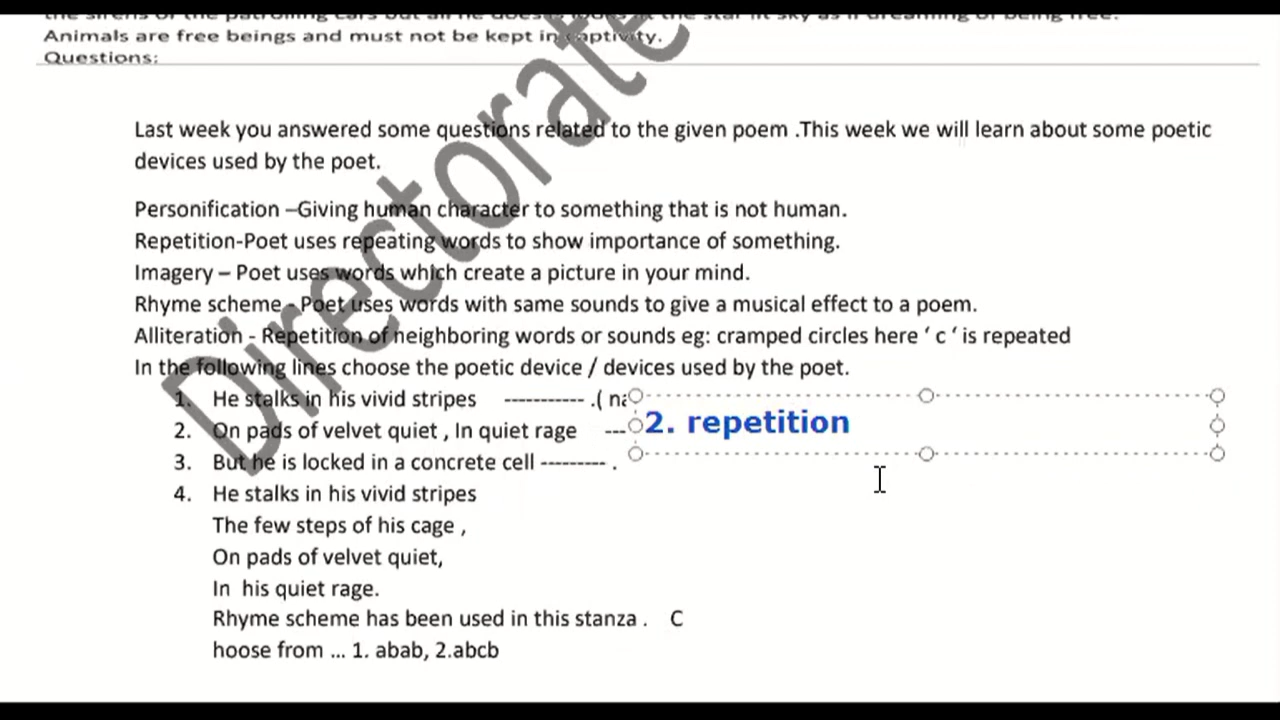 Animals are free beings and must not be kept in captivity.
Questions:
Last week you answered some questions related to the given poem .This week we will learn about some poetic
devices used by the poet.
Personification –Giving human character to something that is not human.
Repetition-Poet uses repeating words to show importance of something.
Imagery – Poet uses words which create a picture in your mind.
Rhyme scheme - Poet uses words with same sounds to give a musical effect to a poem.
Alliteration - Repetition of neighboring words or sounds eg: cramped circles here ‘ c ‘ is repeated
In the following lines choose the poetic device / devices used by the poet.
1. He stalks in his vivid stripes ----------- .(
2. On pads of velvet quiet , In quiet rage ---
2. repetition
3. But he is locked in a concrete cell --------- .
4. He stalks in his vivid stripes
The few steps of his cage ,
On pads of velvet quiet,
In his quiet rage.
Rhyme scheme has been used in this stanza . C
hoose from ... 1. abab, 2.abcb
Directorate